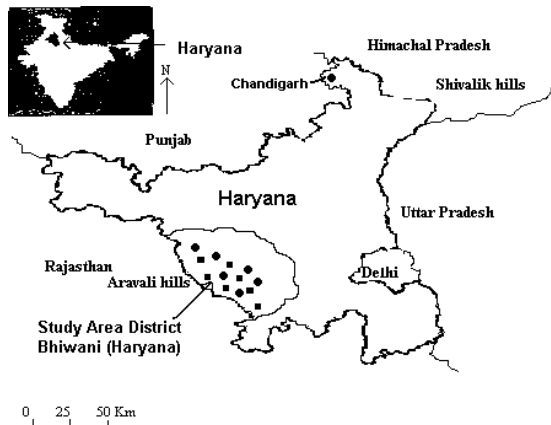 Haryana
N
Himachal Pradesh
Chandigarh
Shivalik hills
Punjab
Haryana
Uttar Pradesh
Rajasthan
Aravali hills
Delhi
Study Area District
Bhiwani (Haryana)
0 25 50 Km